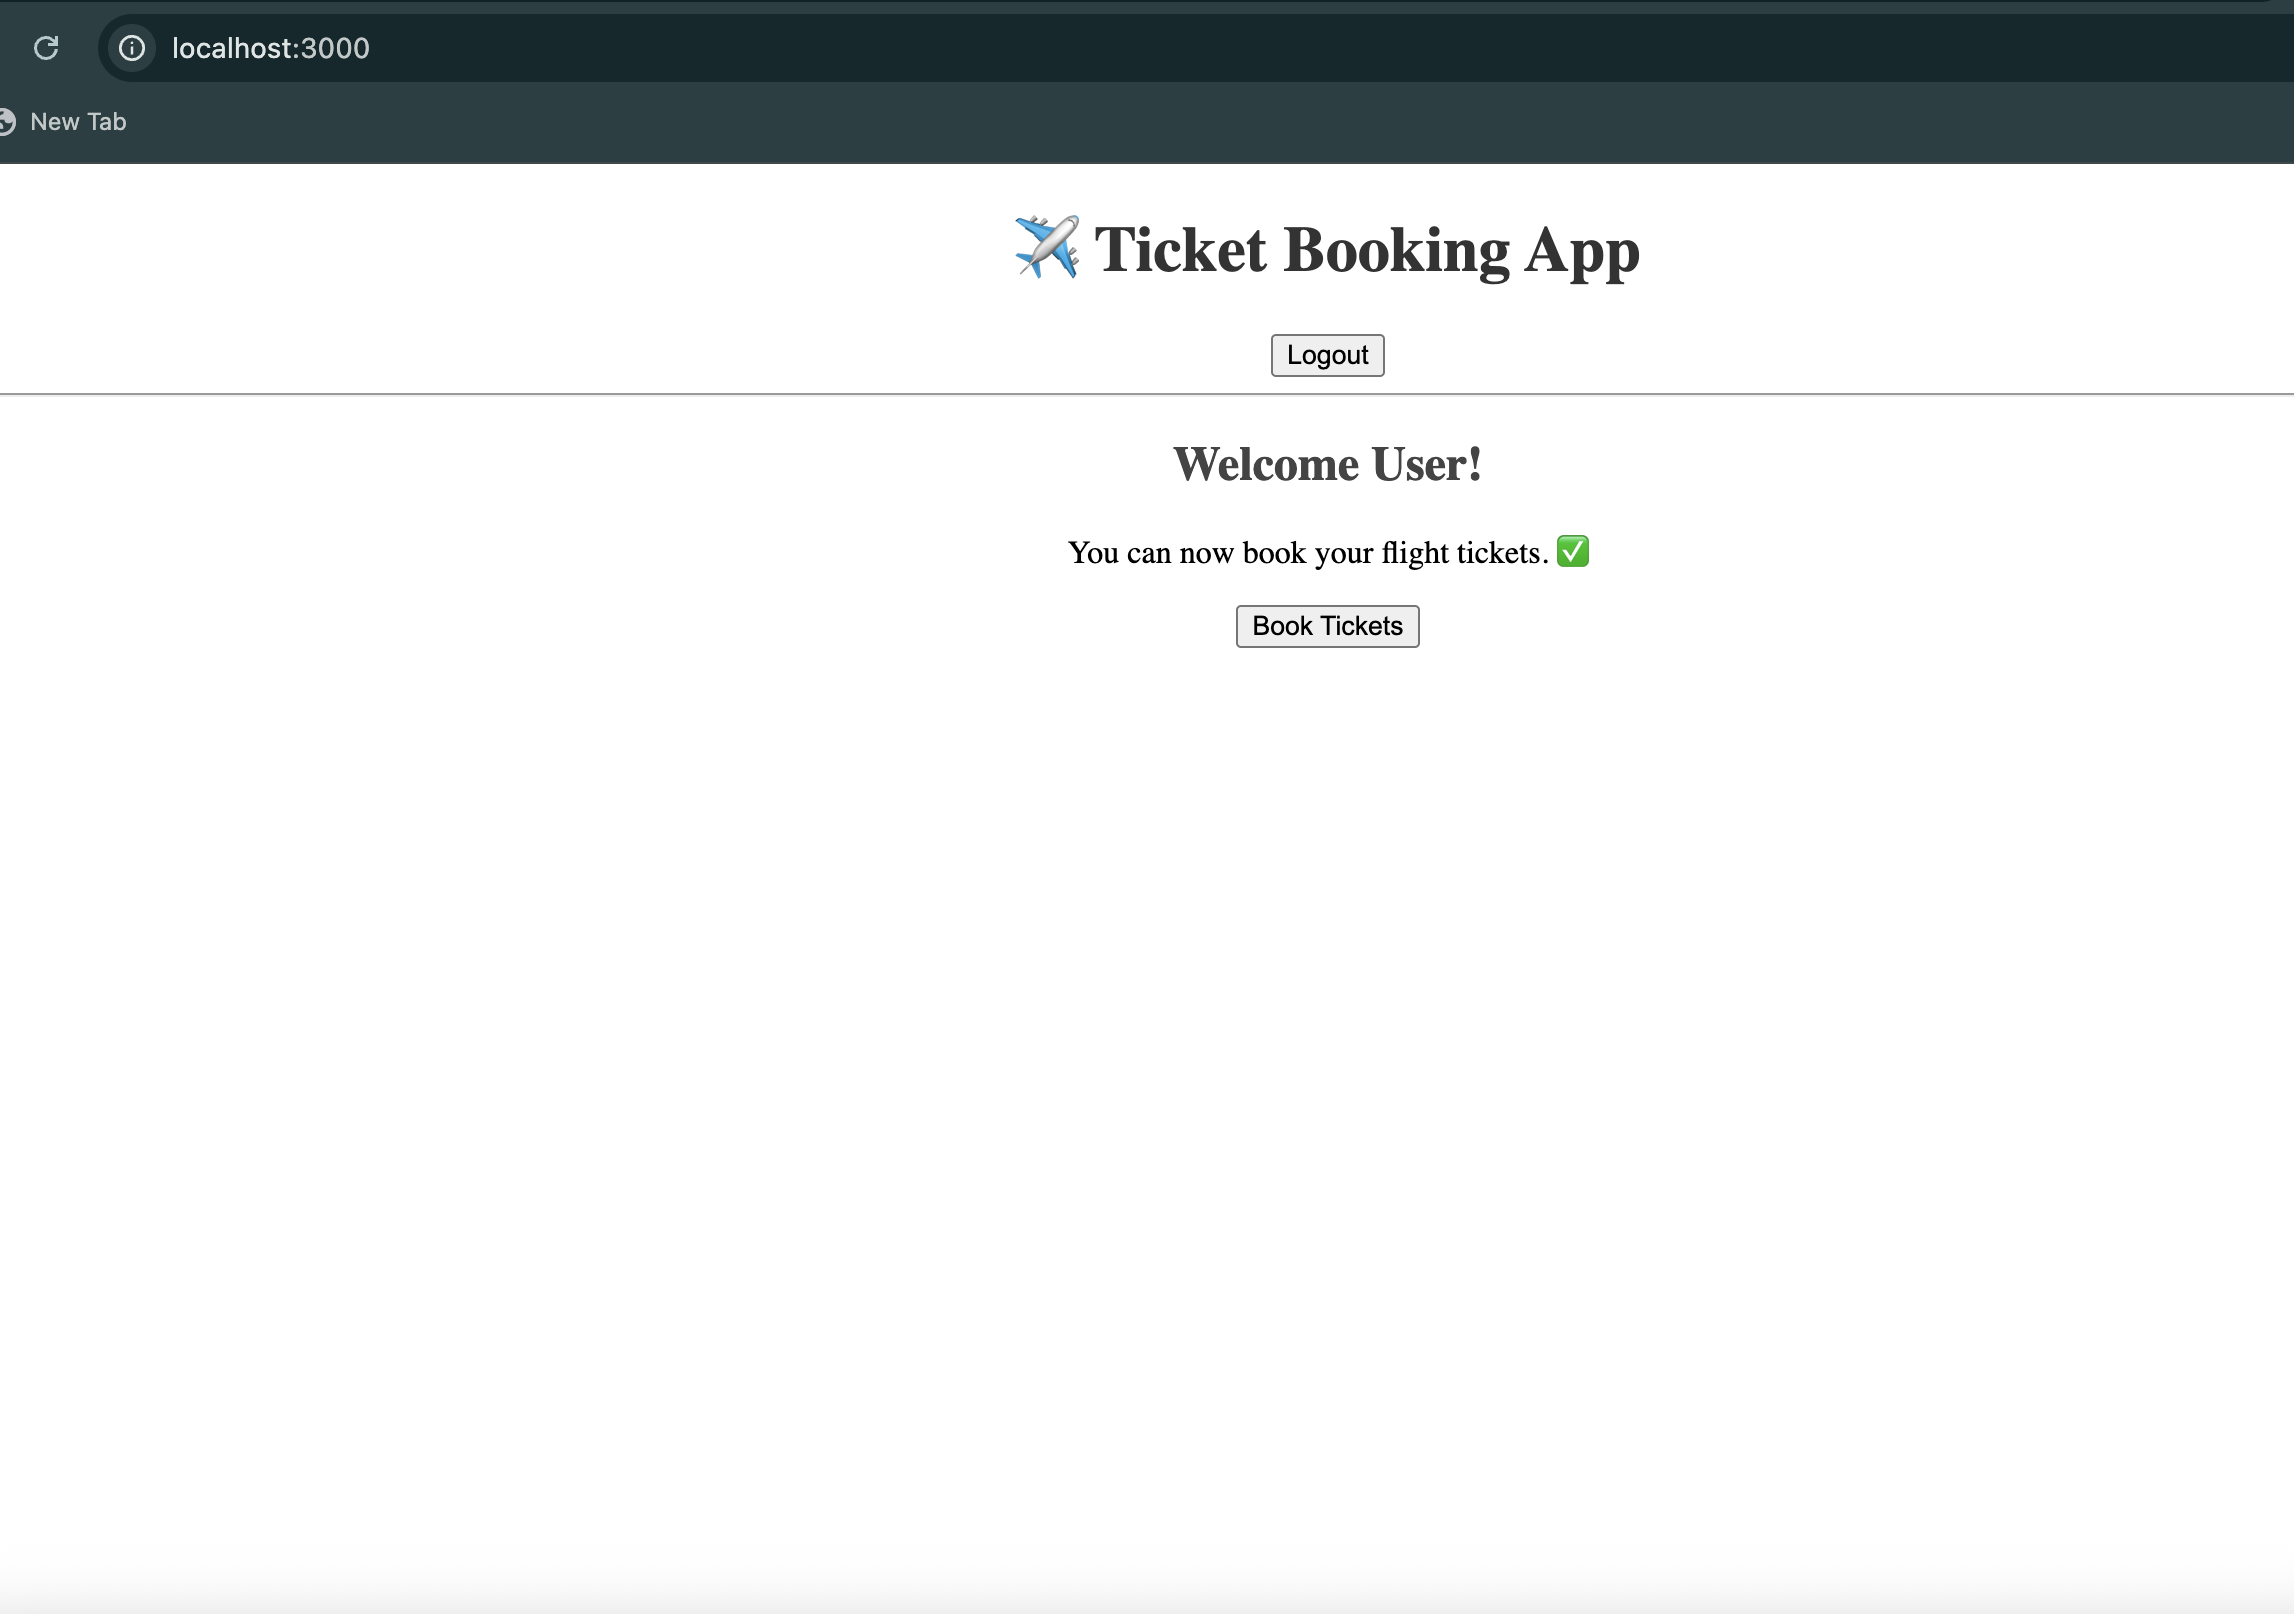 localhost:3000
New Tab
✈️ Ticket Booking App
Logout
Welcome User!
You can now book your flight tickets. ✅
Book Tickets